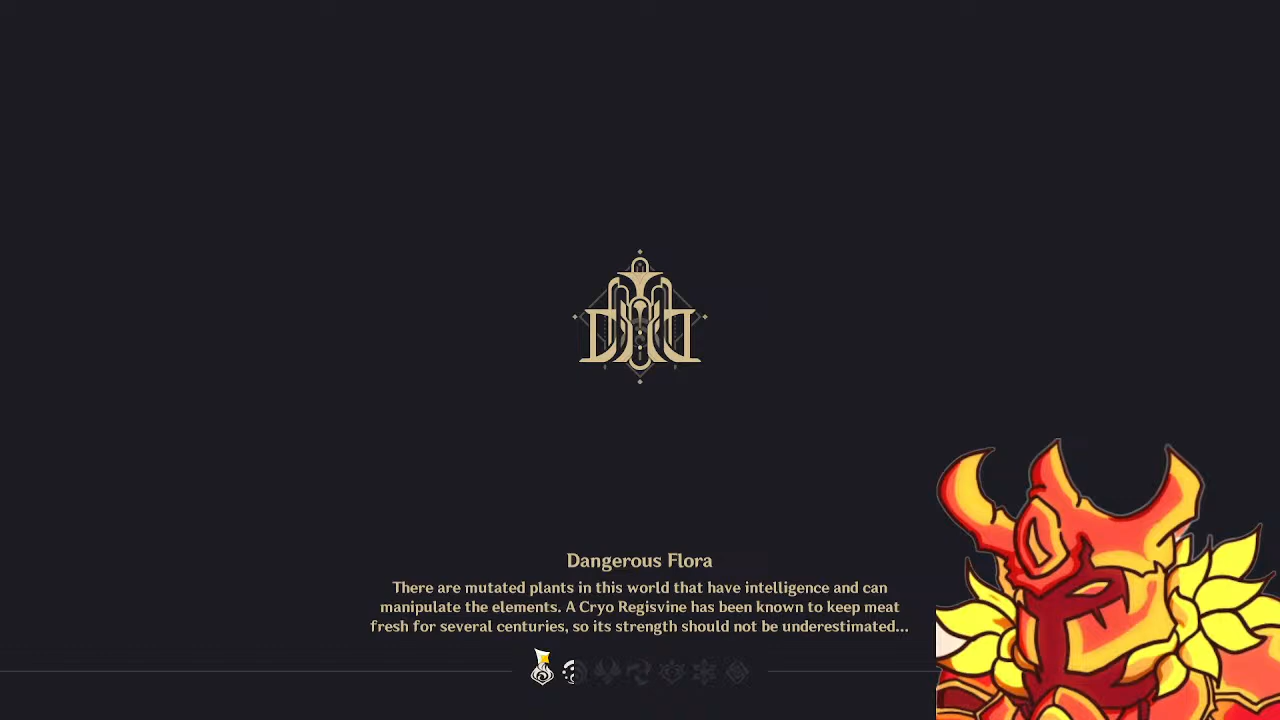 Dangerous Flora
There are mutated plants in this world that have intelligence and can
manipulate the elements. A Cryo Regisvine has been known to keep meat
fresh for several centuries, so its strength should not be underestimated...